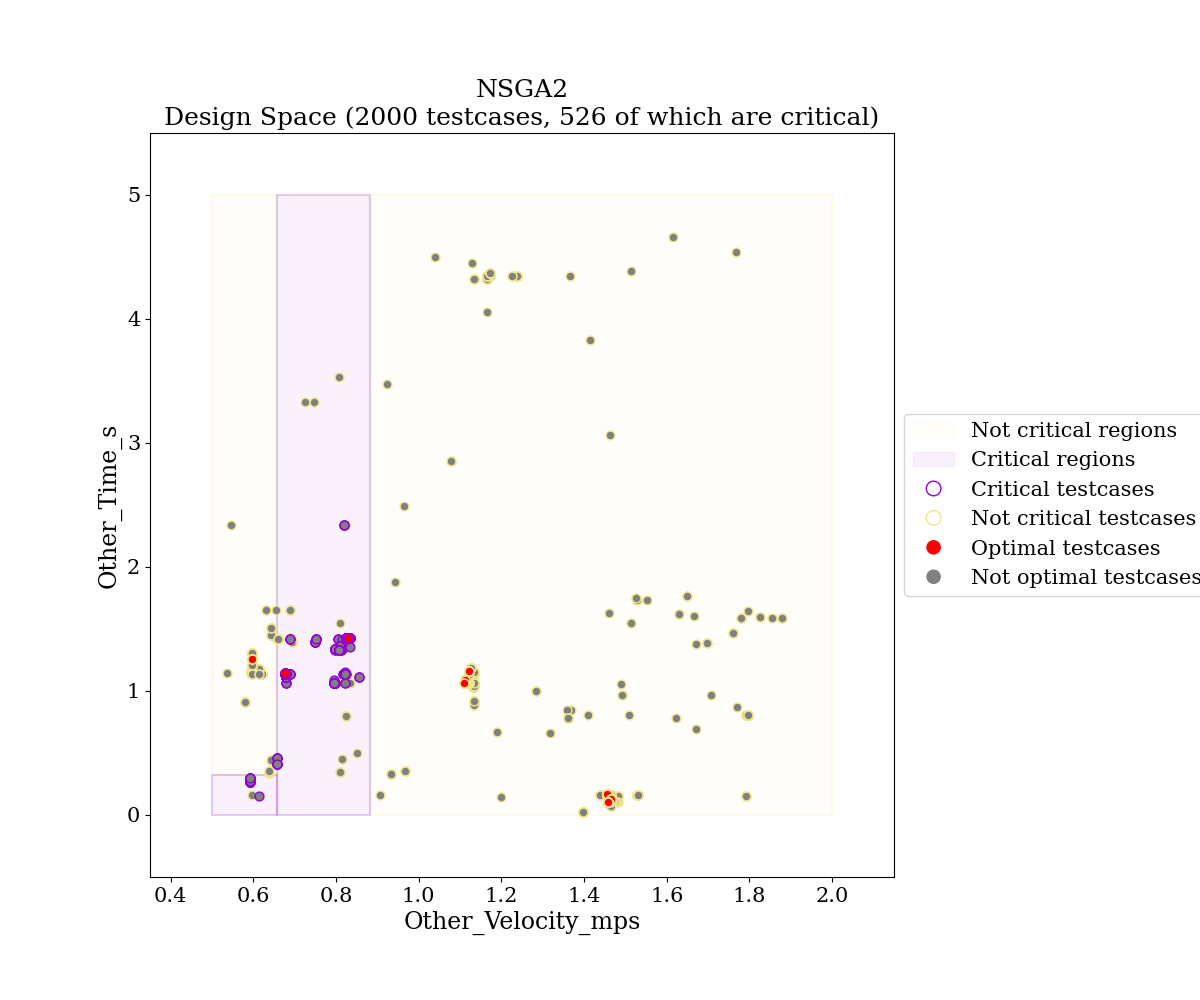 NSGA2
Design Space (2000 testcases, 526 of which are critical)
5
4
3
2
1
0
Other_Time_s
0.4 0.6 0.8 1.0 1.2 1.4 1.6 1.8 2.0
Other_Velocity_mps
Not critical regions
Critical regions
Critical testcases
Not critical testcases
Optimal testcases
Not optimal testcases